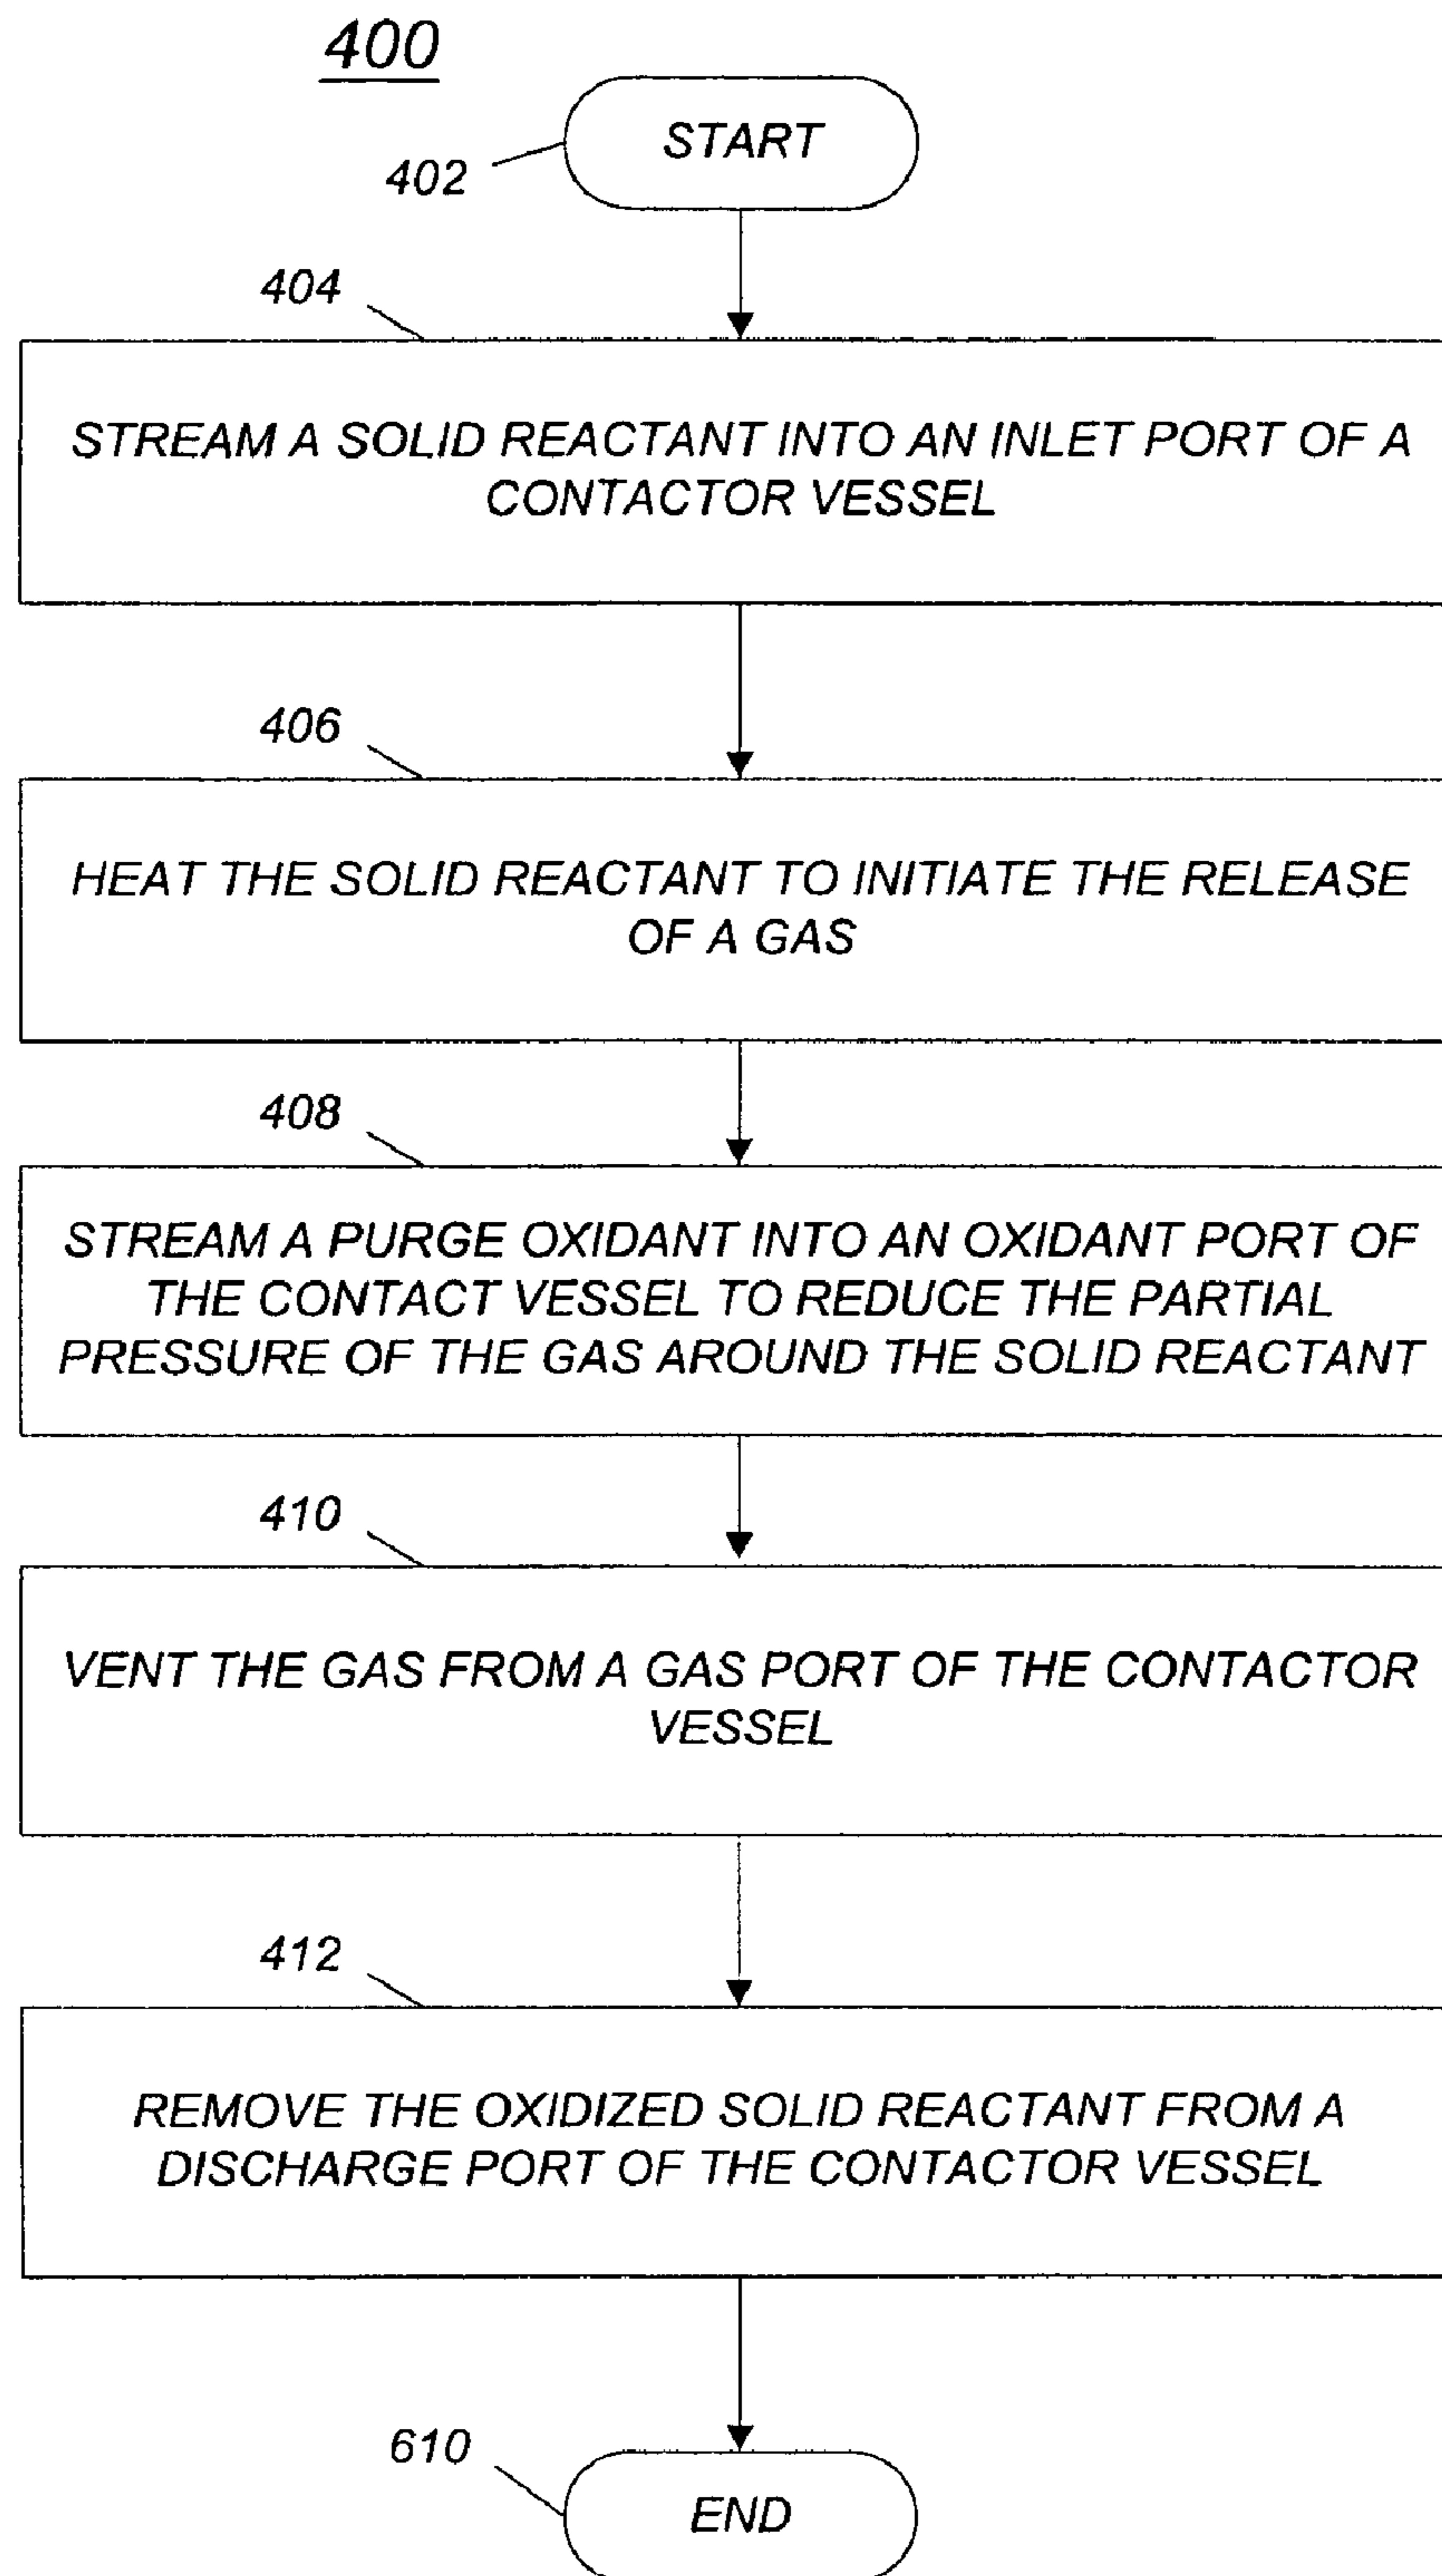 400
START
402
404
STREAM A SOLID REACTANT INTO AN INLET PORT OF A
CONTACTOR VESSEL
406
HEAT THE SOLID REACTANT TO INITIATE THE RELEASE
OF A GAS
408
STREAM A PURGE OXIDANT INTO AN OXIDANT PORT OF
THE CONTACT VESSEL TO REDUCE THE PARTIAL
PRESSURE OF THE GAS AROUND THE SOLID REACTANT
410
VENT THE GAS FROM A GAS PORT OF THE CONTACTOR
VESSEL
412
REMOVE THE OXIDIZED SOLID REACTANT FROM A
DISCHARGE PORT OF THE CONTACTOR VESSEL
610
END